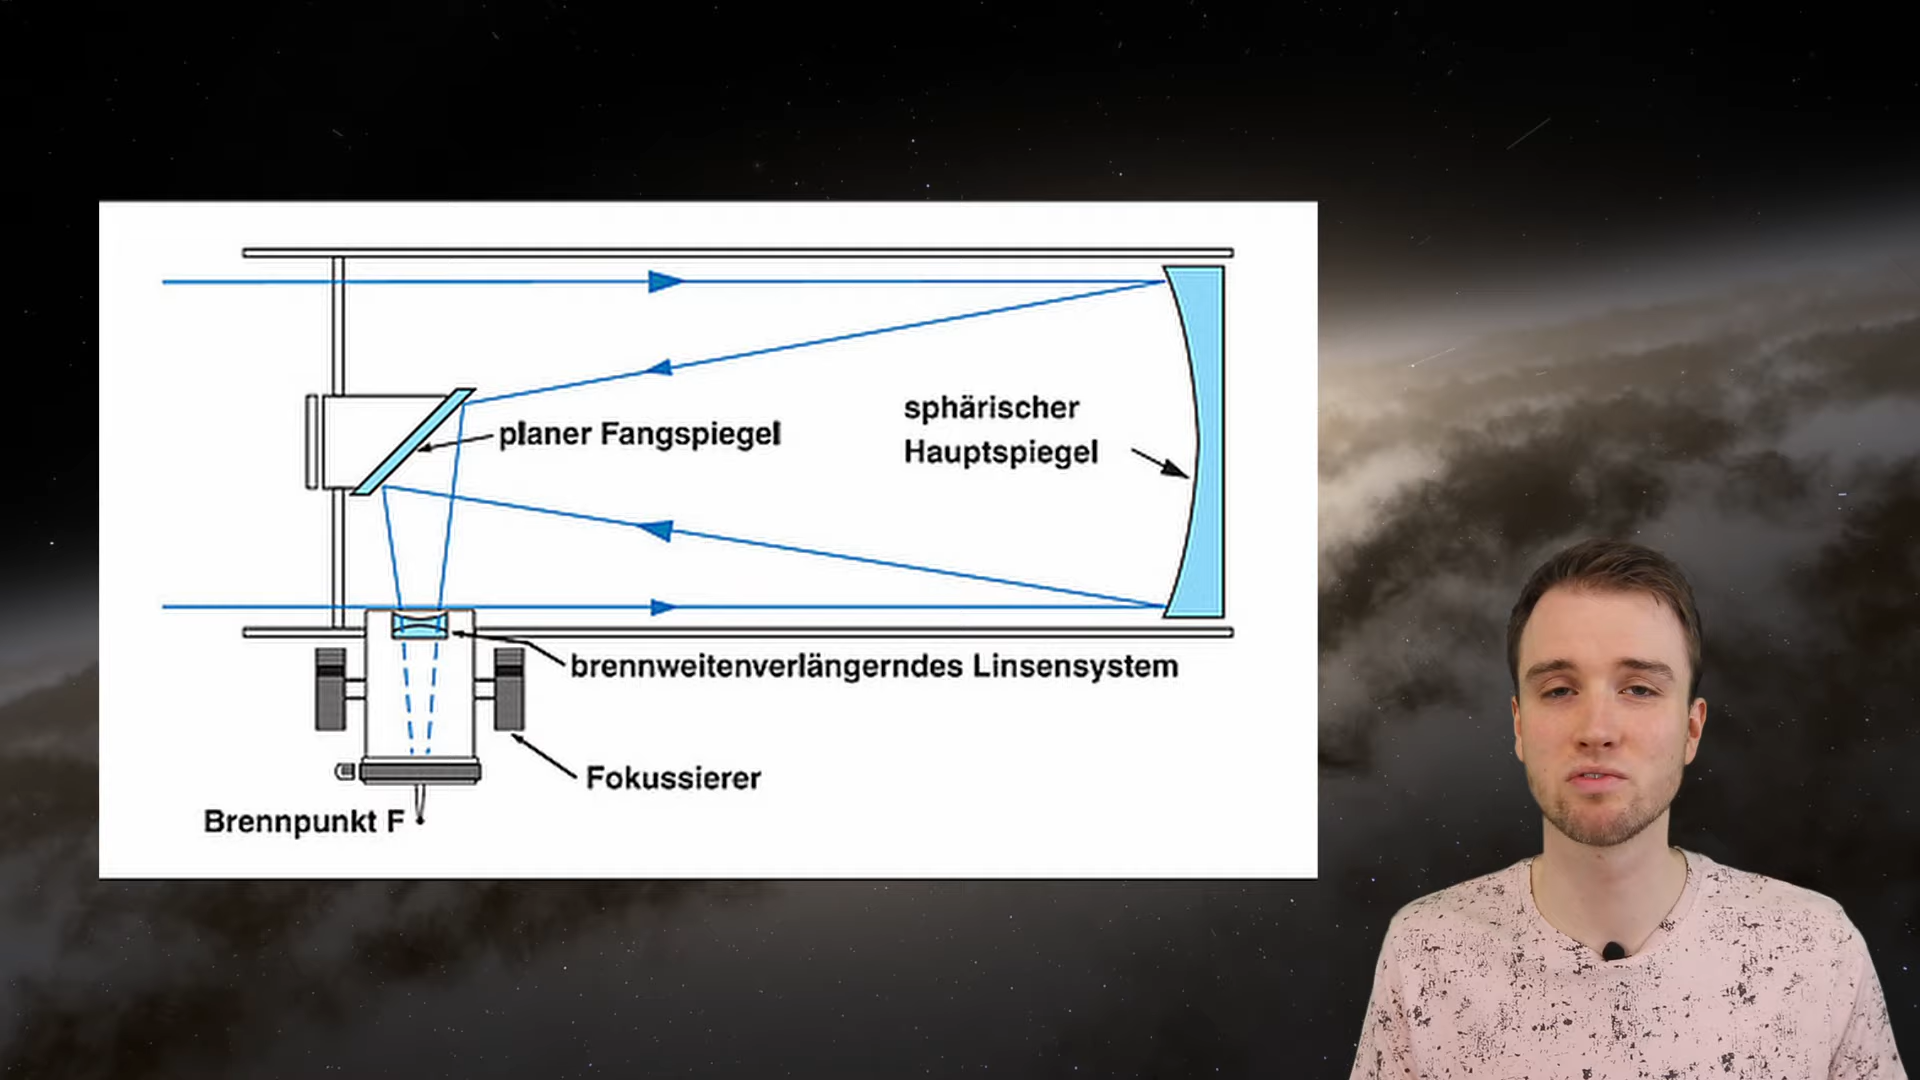 sphärischer
Hauptspiegel
planer Fangspiegel
brennweitenverlängerndes Linsensystem
Fokussierer
Brennpunkt F